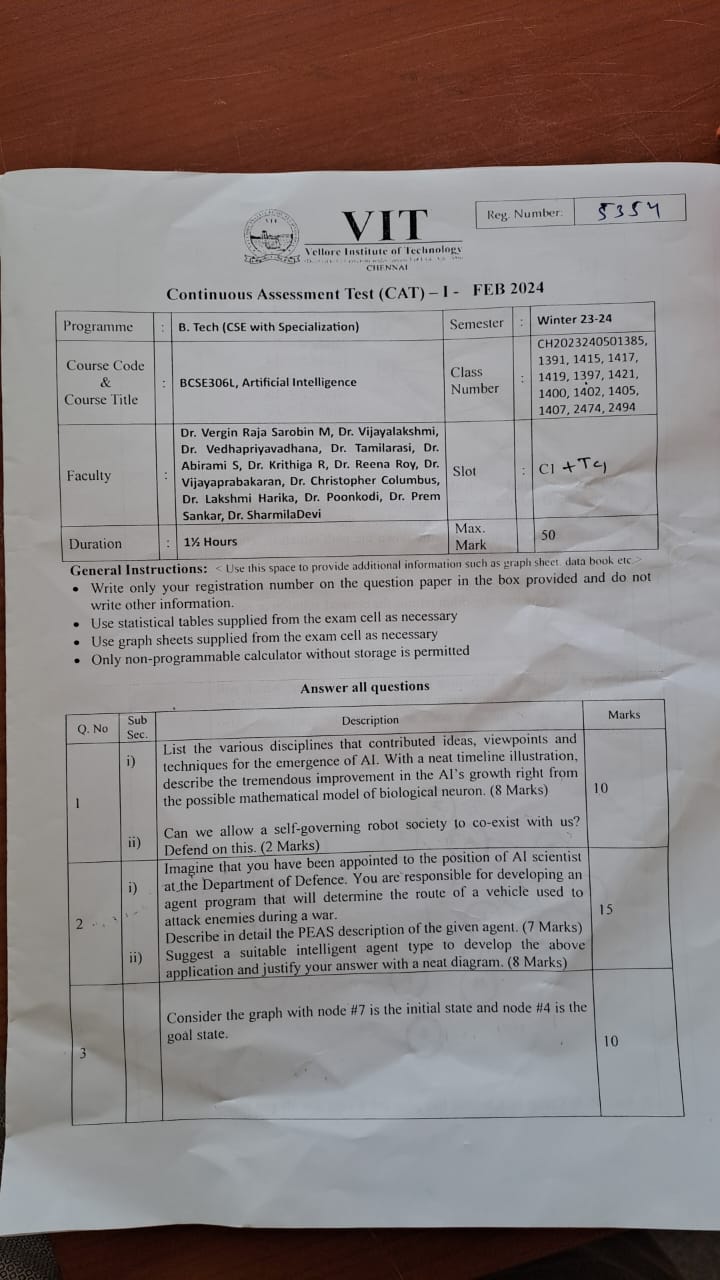 VIT
Vellore Institute of Technology
CHENNAI
Reg. Number: 5354
Continuous Assessment Test (CAT) – I - FEB 2024
Programme : B. Tech (CSE with Specialization) Semester : Winter 23-24
Course Code & Course Title : BCSE306L, Artificial Intelligence Class Number : CH2023240501385,
1391, 1415, 1417,
1419, 1397, 1421,
1400, 1402, 1405,
1407, 2474, 2494
Faculty : Dr. Vergin Raja Sarobin M, Dr. Vijayalakshmi,
Dr. Vedhapriyavadhana, Dr. Tamilarasi, Dr.
Abirami S, Dr. Krithiga R, Dr. Reena Roy, Dr.
Vijayaprabakaran, Dr. Christopher Columbus,
Dr. Lakshmi Harika, Dr. Poonkodi, Dr. Prem
Sankar, Dr. SharmilaDevi
Slot : C1 +TC1
Duration : 1½ Hours Max. Mark 50
General Instructions: < Use this space to provide additional information such as graph sheet, data book etc.>
• Write only your registration number on the question paper in the box provided and do not
write other information.
• Use statistical tables supplied from the exam cell as necessary
• Use graph sheets supplied from the exam cell as necessary
• Only non-programmable calculator without storage is permitted
Answer all questions
Q. No Sub Sec. Description Marks
1 i) List the various disciplines that contributed ideas, viewpoints and
techniques for the emergence of AI. With a neat timeline illustration,
describe the tremendous improvement in the AI's growth right from
the possible mathematical model of biological neuron. (8 Marks) 10
ii) Can we allow a self-governing robot society to co-exist with us?
Defend on this. (2 Marks)
2 i) Imagine that you have been appointed to the position of AI scientist
at the Department of Defence. You are responsible for developing an
agent program that will determine the route of a vehicle used to
attack enemies during a war. 15
Describe in detail the PEAS description of the given agent. (7 Marks)
ii) Suggest a suitable intelligent agent type to develop the above
application and justify your answer with a neat diagram. (8 Marks)
3 Consider the graph with node #7 is the initial state and node #4 is the
goal state. 10